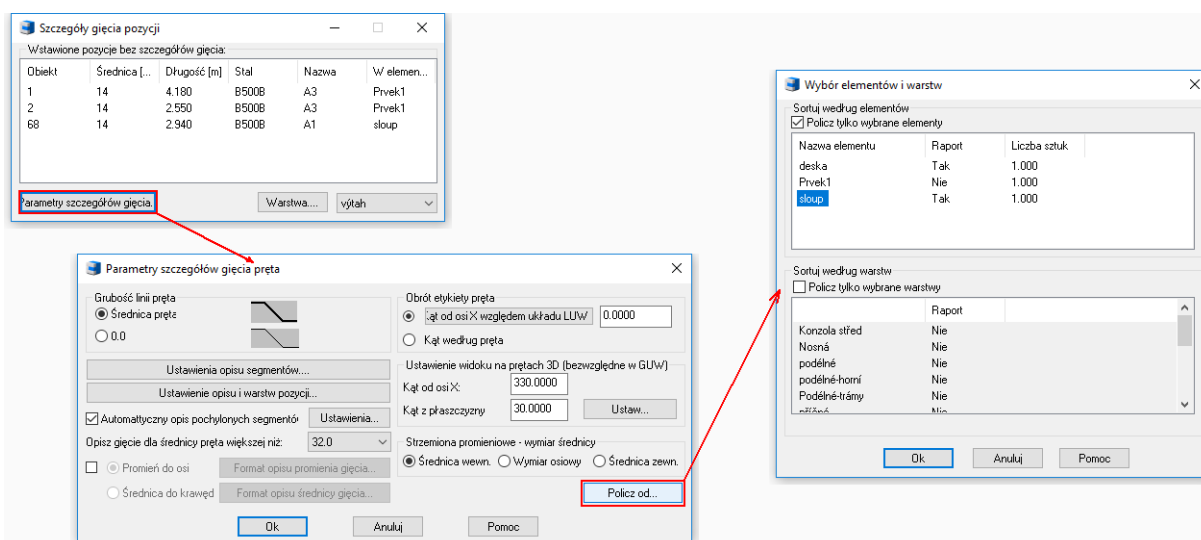 Szczegóły gięcia pozycji
Wstawione pozycje bez szczegółów gięcia:
Obiekt Średnica [... Długość [m] Stal Nazwa W elemen...
1 14 4.180 B500B A3 Prvek1
2 14 2.550 B500B A3 Prvek1
68 14 2.940 B500B A1 sloup
Parametry szczegółów gięcia. Warstwa.... výtah
Parametry szczegółów gięcia pręta
Grubość linii pręta
Średnica pręta
0.0
Ustawienia opisu segmentów....
Ustawienie opisu i warstw pozycji...
Automattyczny opis pochylonych segmentó Ustawienia...
Opisz gięcie dla średnicy pręta większej niż: 32.0
Promień do osi Format opisu promienia gięcia...
Średnica do krawęd Format opisu średnicy gięcia...
Obrót etykiety pręta
kąt od osi X względem układu LUW 0.0000
Kąt według pręta
Ustawienie widoku na prętach 3D (bezwzględne w GUW)
Kąt od osi X: 330.0000
Kąt z płaszczyzny 30.0000 Ustaw...
Strzemiona promieniowe - wymiar średnicy
Średnica wewn. Wymiar osiowy Średnica zewn.
Policz od...
Ok Anuluj Pomoc
Wybór elementów i warstw
Sortuj według elementów
Policz tylko wybrane elementy
Nazwa elementu Raport Liczba sztuk
deska Tak 1.000
Prvek1 Nie 1.000
sloup Tak 1.000
Sortuj według warstw
Policz tylko wybrane warstwy
Raport
Konzola střed Nie
Nosná Nie
podélné Nie
podélné-horní Nie
Podélné-trámy Nie
příčná Nie
Ok Anuluj Pomoc